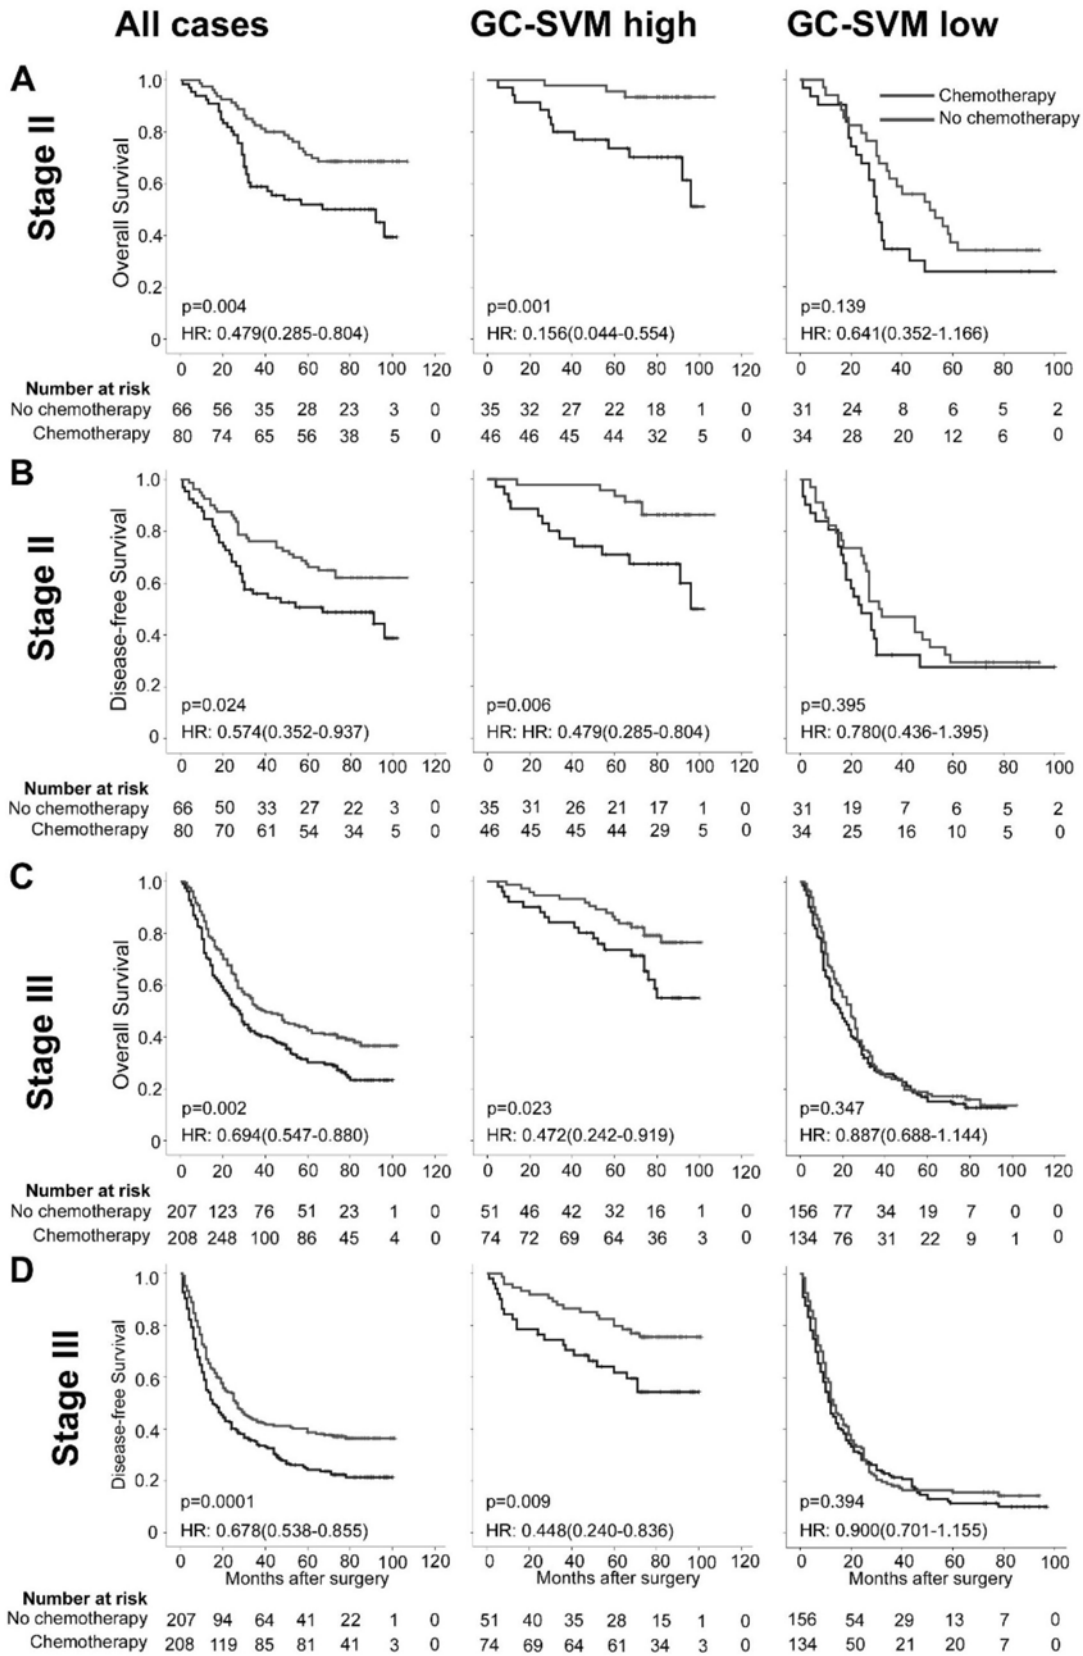 All cases GC-SVM high GC-SVM low
A
Stage II
Overall Survival
1.0
0.8
0.6
0.4
0.2
0
Chemotherapy
No chemotherapy
p=0.004 p=0.001 p=0.139
HR: 0.479(0.285-0.804) HR: 0.156(0.044-0.554) HR: 0.641(0.352-1.166)
0 20 40 60 80 100 120 0 20 40 60 80 100 120 0 20 40 60 80 100
Number at risk
No chemotherapy 66 56 35 28 23 3 0 35 32 27 22 18 1 0 31 24 8 6 5 2
Chemotherapy 80 74 65 56 38 5 0 46 46 45 44 32 5 0 34 28 20 12 6 0
B
Stage II
Disease-free Survival
1.0
0.8
0.6
0.4
0.2
0
p=0.024 p=0.006 p=0.395
HR: 0.574(0.352-0.937) HR: HR: 0.479(0.285-0.804) HR: 0.780(0.436-1.395)
0 20 40 60 80 100 120 0 20 40 60 80 100 120 0 20 40 60 80 100
Number at risk
No chemotherapy 66 50 33 27 22 3 0 35 31 26 21 17 1 0 31 19 7 6 5 2
Chemotherapy 80 70 61 54 34 5 0 46 45 45 44 29 5 0 34 25 16 10 5 0
C
Stage III
Overall Survival
1.0
0.8
0.6
0.4
0.2
0
p=0.002 p=0.023 p=0.347
HR: 0.694(0.547-0.880) HR: 0.472(0.242-0.919) HR: 0.887(0.688-1.144)
0 20 40 60 80 100 120 0 20 40 60 80 100 120 0 20 40 60 80 100 120
Number at risk
No chemotherapy 207 123 76 51 23 1 0 51 46 42 32 16 1 0 156 77 34 19 7 0 0
Chemotherapy 208 248 100 86 45 4 0 74 72 69 64 36 3 0 134 76 31 22 9 1 0
D
Stage III
Disease-free Survival
1.0
0.8
0.6
0.4
0.2
0
p=0.0001 p=0.009 p=0.394
HR: 0.678(0.538-0.855) HR: 0.448(0.240-0.836) HR: 0.900(0.701-1.155)
0 20 40 60 80 100 120 0 20 40 60 80 100 120 0 20 40 60 80 100
Months after surgery Months after surgery Months after surgery
Number at risk
No chemotherapy 207 94 64 41 22 1 0 51 40 35 28 15 1 0 156 54 29 13 7 0
Chemotherapy 208 119 85 81 41 3 0 74 69 64 61 34 3 0 134 50 21 20 7 0